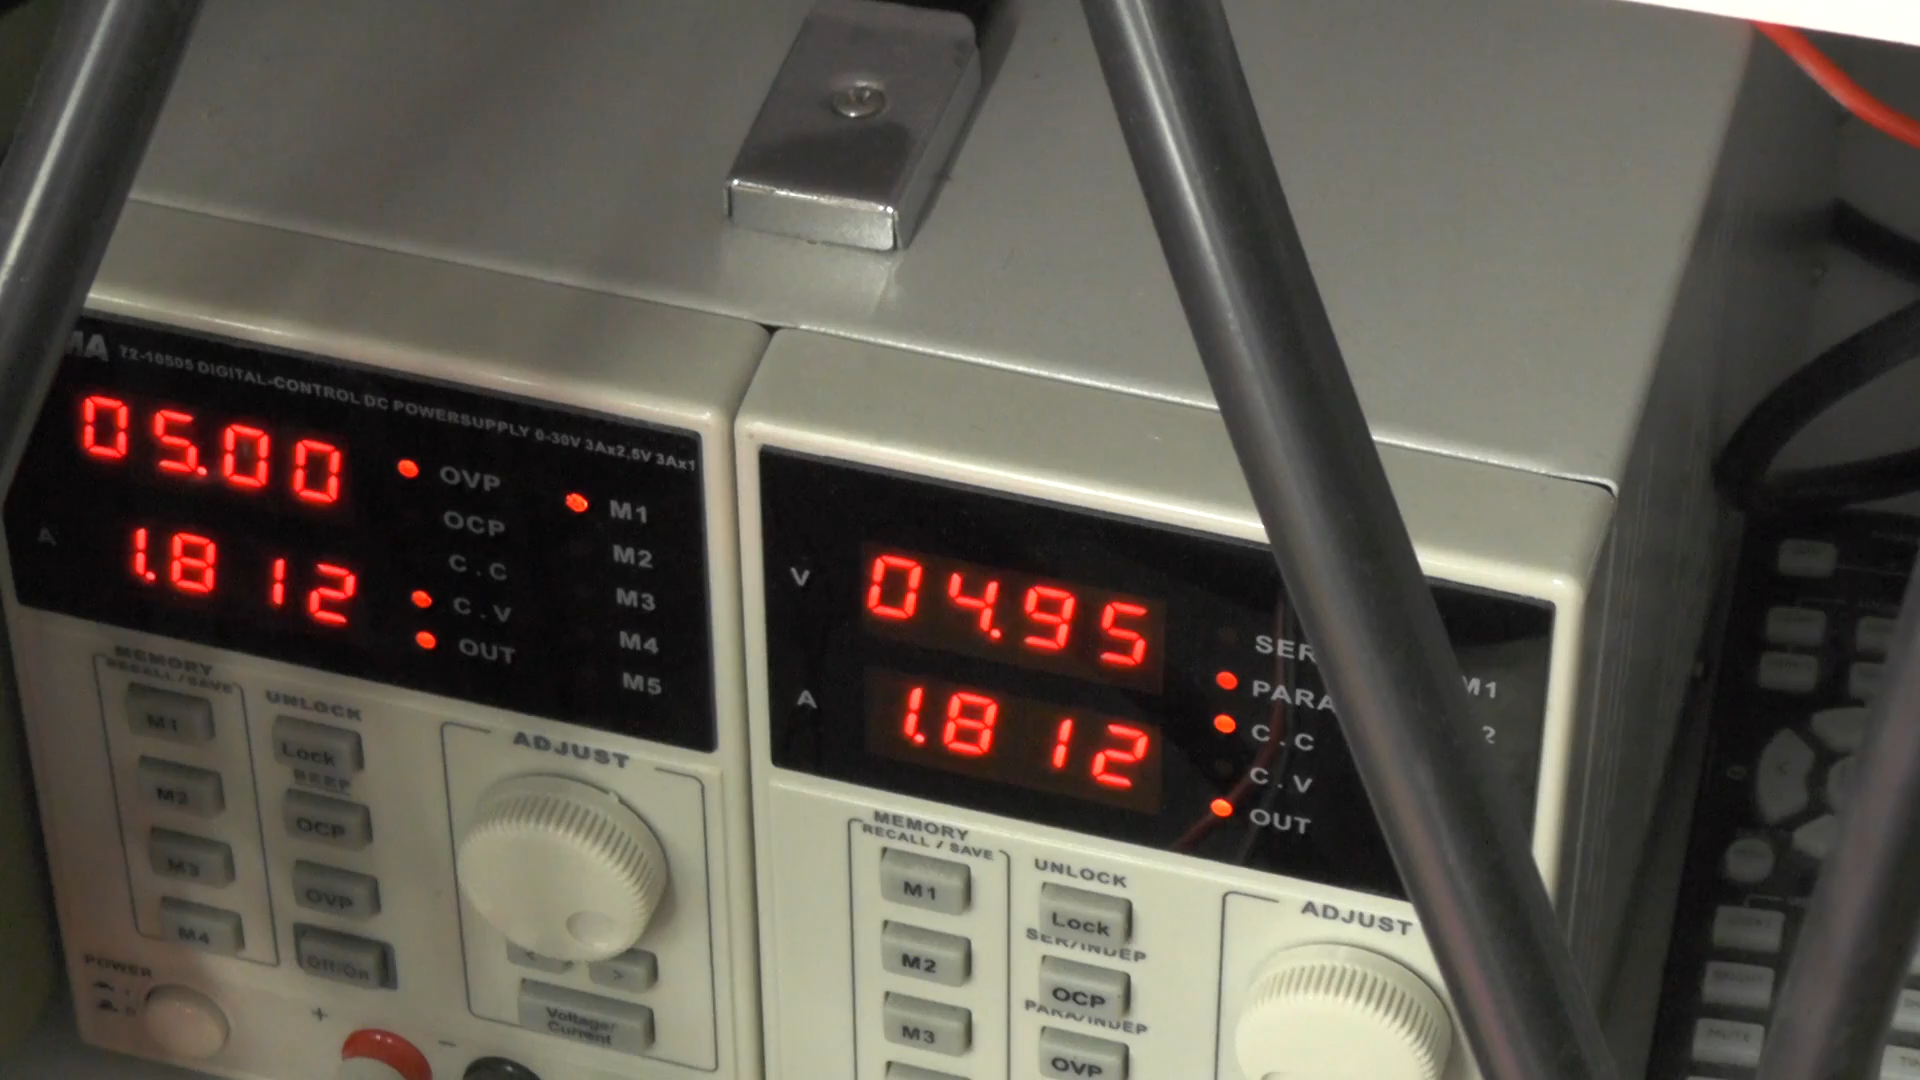 MA 72-10505 DIGITAL-CONTROL DC POWERSUPPLY 0-30V 3Ax2,5V 3Ax1
05.00
A 1.812
OVP
OCP
C.C
C.V
OUT
M1
M2
M3
M4
M5
MEMORY
RECALL/SAVE
M1
M2
M3
M4
UNLOCK
Lock
BEEP
OCP
OVP
Off/On
ADJUST
< >
Voltage/
Current
POWER
+ -
V 04.95
A 1.812
SER
PARA
C.C
C.V
OUT
M1
2
MEMORY
RECALL / SAVE
M1
M2
M3
UNLOCK
Lock
SER/INDEP
OCP
PARA/INDEP
OVP
ADJUST
MUTE